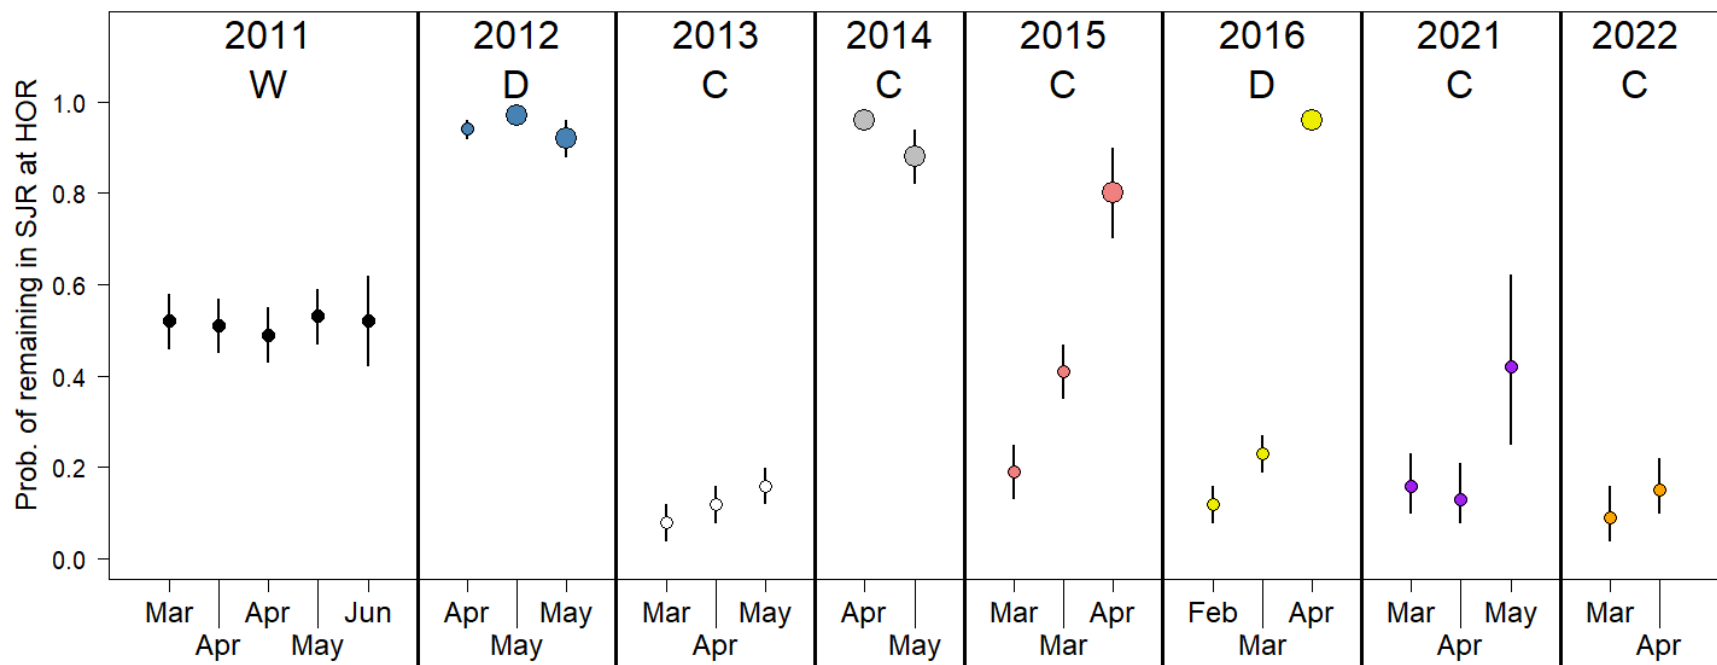 2011 2012 2013 2014 2015 2016 2021 2022
W D C C C D C C
Prob. of remaining in SJR at HOR
1.0
0.8
0.6
0.4
0.2
0.0
Mar Apr Jun Apr May Mar May Apr Mar Apr Feb Apr Mar May Mar
Apr May May Apr May Mar Mar Apr Apr